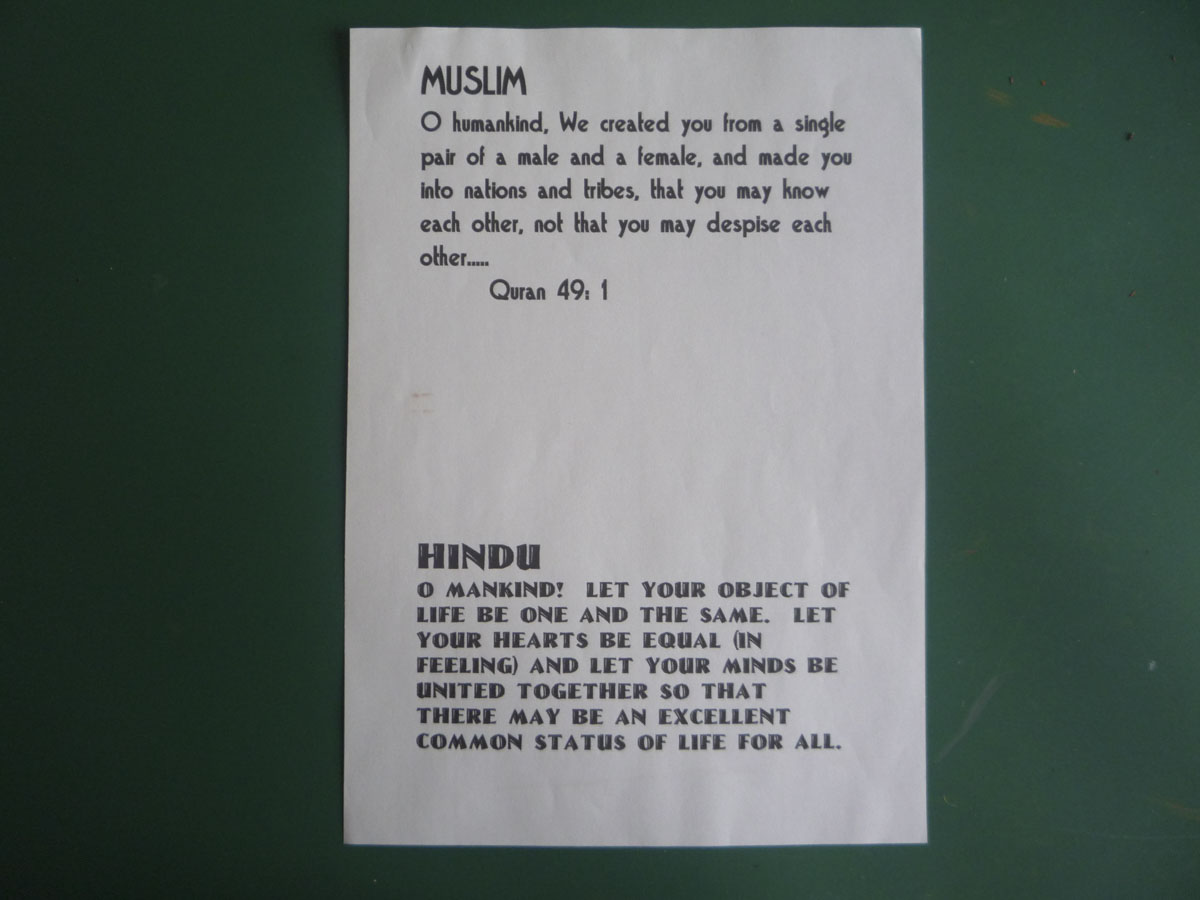 MUSLIM
O humankind, We created you from a single
pair of a male and a female, and made you
into nations and tribes, that you may know
each other, not that you may despise each
other.....
Quran 49: 1
HINDU
O MANKIND! LET YOUR OBJECT OF
LIFE BE ONE AND THE SAME. LET
YOUR HEARTS BE EQUAL (IN
FEELING) AND LET YOUR MINDS BE
UNITED TOGETHER SO THAT
THERE MAY BE AN EXCELLENT
COMMON STATUS OF LIFE FOR ALL.